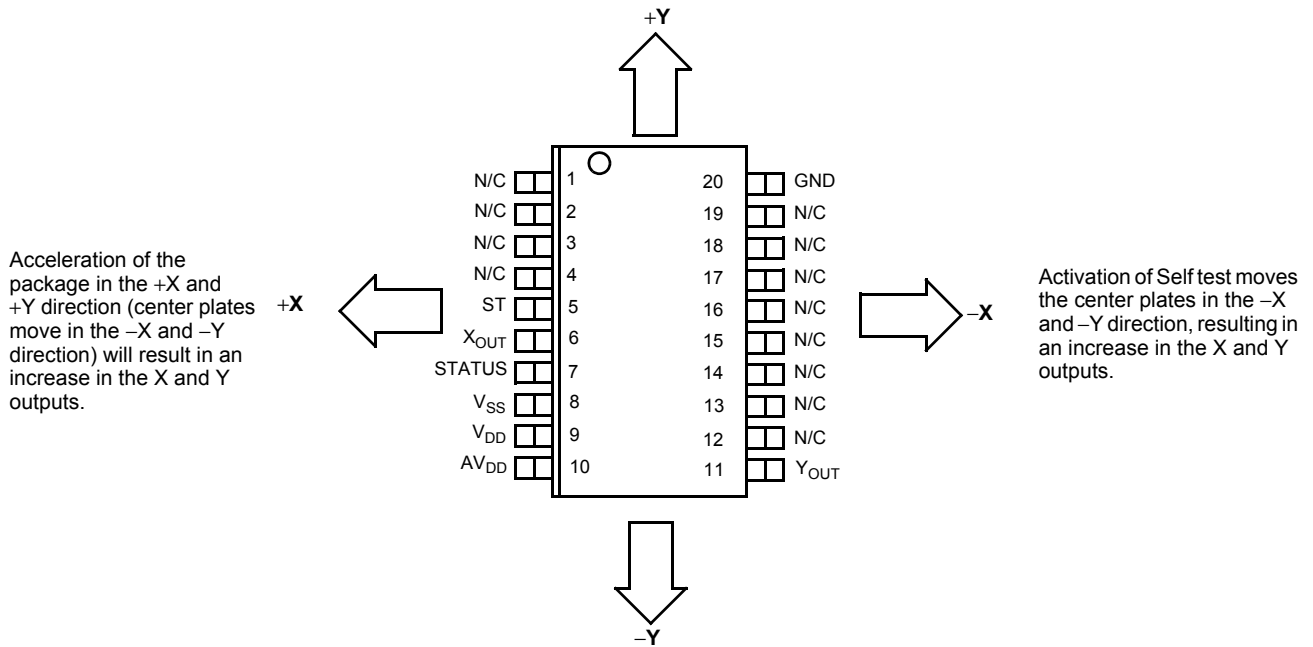 +Y
N/C 1 20 GND
N/C 2 19 N/C
N/C 3 18 N/C
N/C 4 17 N/C
ST 5 16 N/C
XOUT 6 15 N/C
STATUS 7 14 N/C
VSS 8 13 N/C
VDD 9 12 N/C
AVDD 10 11 YOUT
Acceleration of the
package in the +X and
+Y direction (center plates
move in the –X and –Y
direction) will result in an
increase in the X and Y
outputs.
+X
–X
Activation of Self test moves
the center plates in the –X
and –Y direction, resulting in
an increase in the X and Y
outputs.
–Y